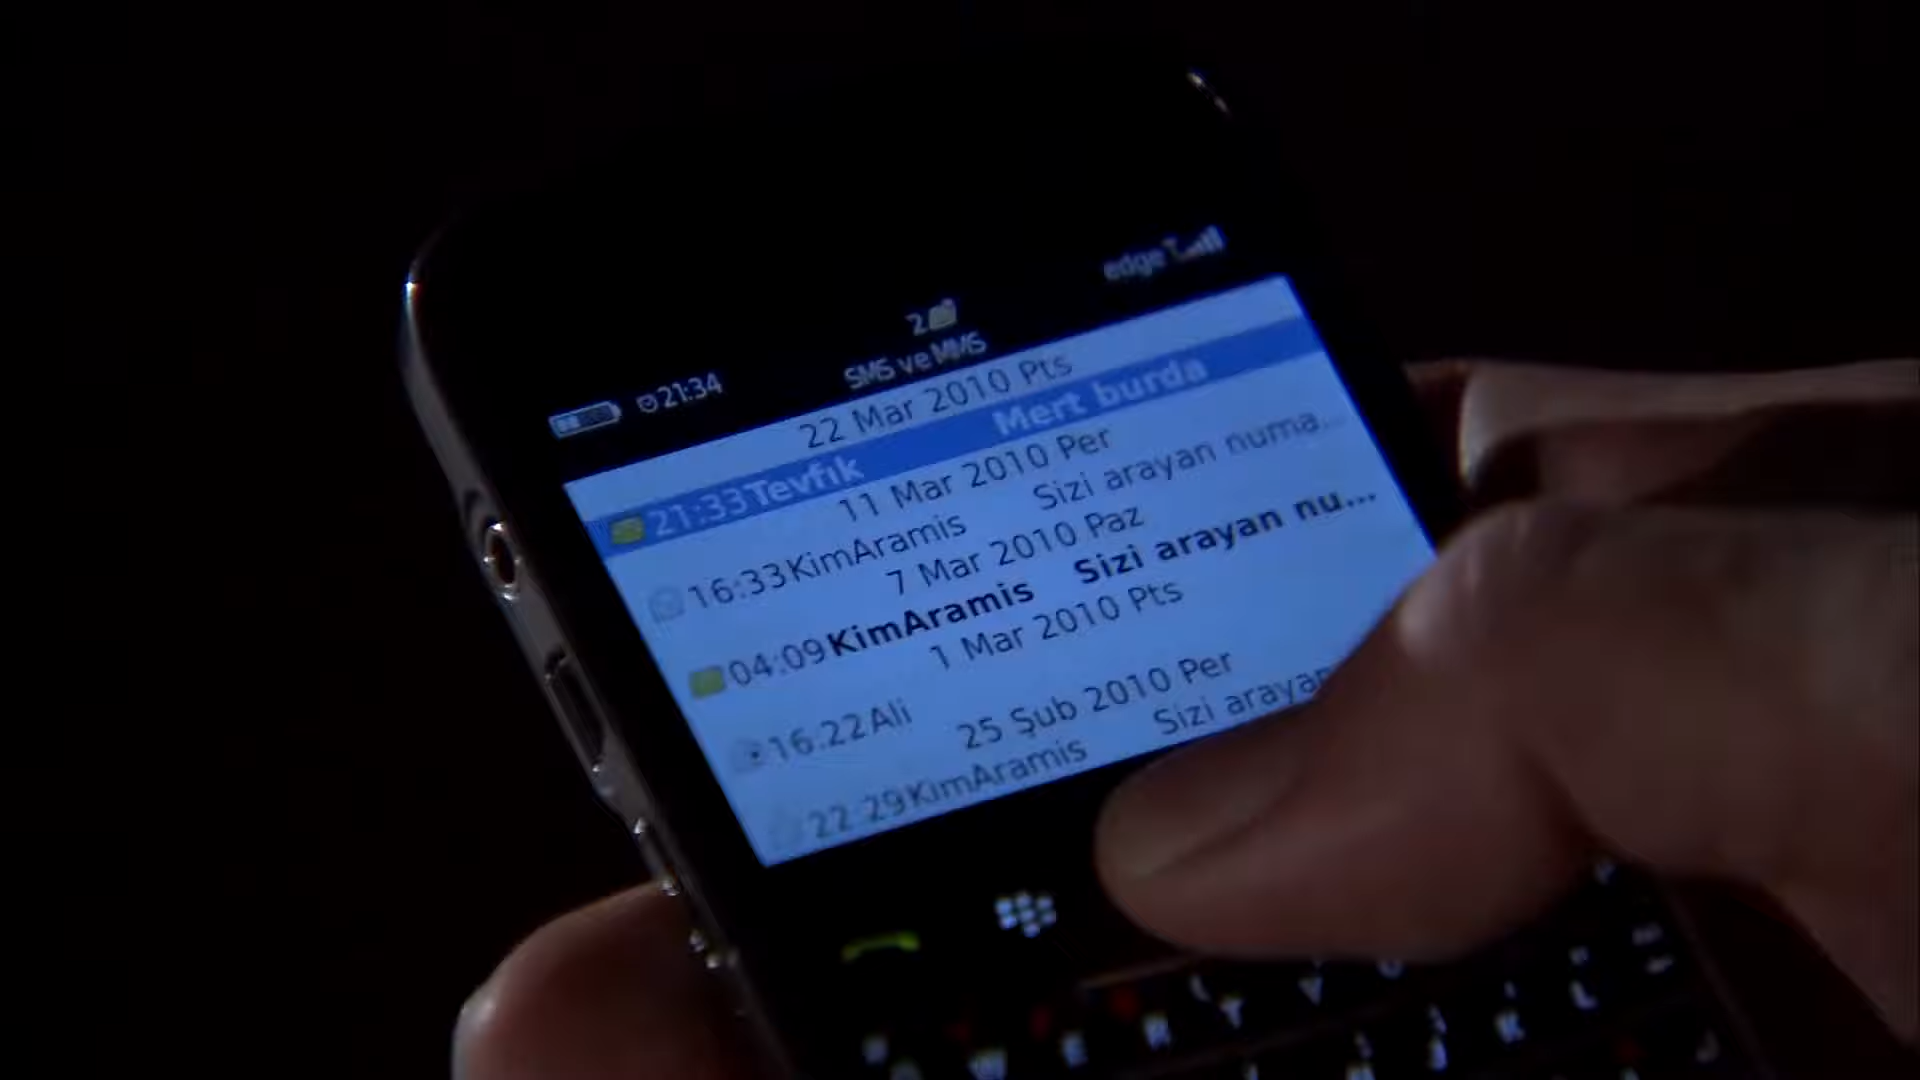 edge
2
21:34
SMS ve MMS
22 Mar 2010 Pts
21:33 Tevfik Mert burda
11 Mar 2010 Per
16:33 KimAramis Sizi arayan numa...
7 Mar 2010 Paz
04:09 KimAramis Sizi arayan nu...
1 Mar 2010 Pts
16:22 Ali
25 Şub 2010 Per
22:29 KimAramis Sizi arayan
W E R T Y
J K L